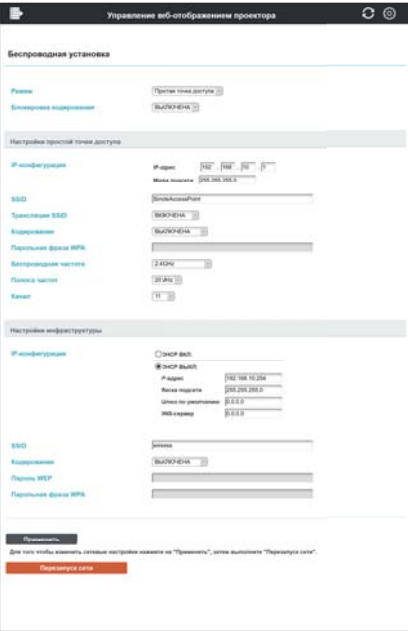 Управление веб-отображением проектора
Беспроводная установка
Режим Простая точка доступа
Блокировка кодирования ВЫКЛЮЧЕНА
Настройки простой точки доступа
IP-конфигурация IP-адрес 192 . 168 . 10 . 1
Маска подсети 255.255.255.0
SSID SimpleAccessPoint
Трансляция SSID ВКЛЮЧЕНА
Кодирование ВЫКЛЮЧЕНА
Парольная фраза WPA
Беспроводная частота 2.4GHz
Полоса частот 20 MHz
Канал 11
Настройки инфраструктуры
IP-конфигурация DHCP ВКЛ.
DHCP ВЫКЛ.
IP-адрес 192.168.10.254
Маска подсети 255.255.255.0
Шлюз по умолчанию 0.0.0.0
DNS-сервер 0.0.0.0
SSID wireless
Кодирование ВЫКЛЮЧЕНА
Пароль WEP
Парольная фраза WPA
Применить
Для того чтобы изменить сетевые настройки нажмите на "Применить", затем выполните "Перезапуск сети".
Перезапуск сети